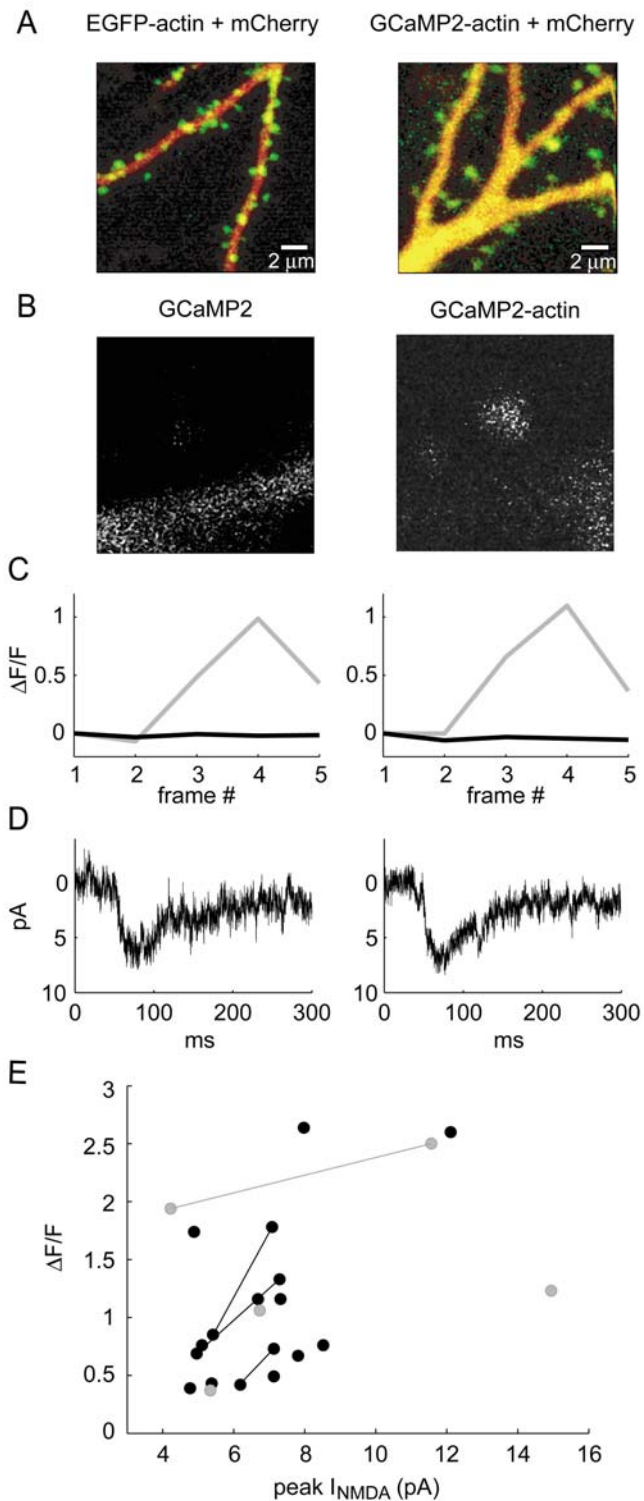 A
EGFP-actin + mCherry
GCaMP2-actin + mCherry
2 μm
2 μm
B
GCaMP2
GCaMP2-actin
C
1
0.5
0
ΔF/F
1 2 3 4 5
frame #
1
0.5
0
1 2 3 4 5
frame #
D
0
5
10
pA
0 100 200 300
ms
0
5
10
0 100 200 300
ms
E
3
2.5
2
1.5
1
0.5
0
ΔF/F
4 6 8 10 12 14 16
peak I_NMDA (pA)